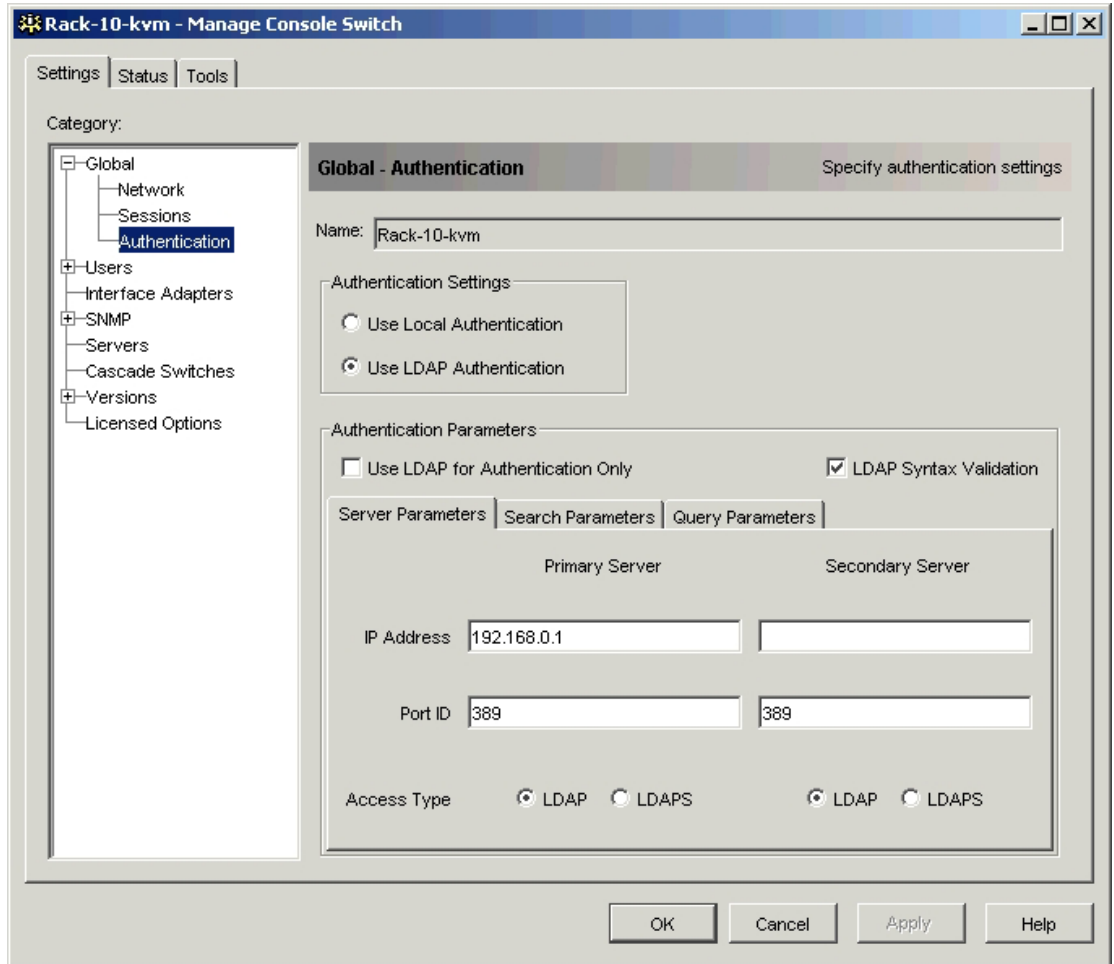 Rack-10-kvm - Manage Console Switch
Settings Status Tools
Category:
Global
Network
Sessions
Authentication
Users
Interface Adapters
SNMP
Servers
Cascade Switches
Versions
Licensed Options
Global - Authentication Specify authentication settings
Name: Rack-10-kvm
Authentication Settings
Use Local Authentication
Use LDAP Authentication
Authentication Parameters
Use LDAP for Authentication Only LDAP Syntax Validation
Server Parameters Search Parameters Query Parameters
Primary Server Secondary Server
IP Address 192.168.0.1
Port ID 389 389
Access Type LDAP LDAPS LDAP LDAPS
OK Cancel Apply Help